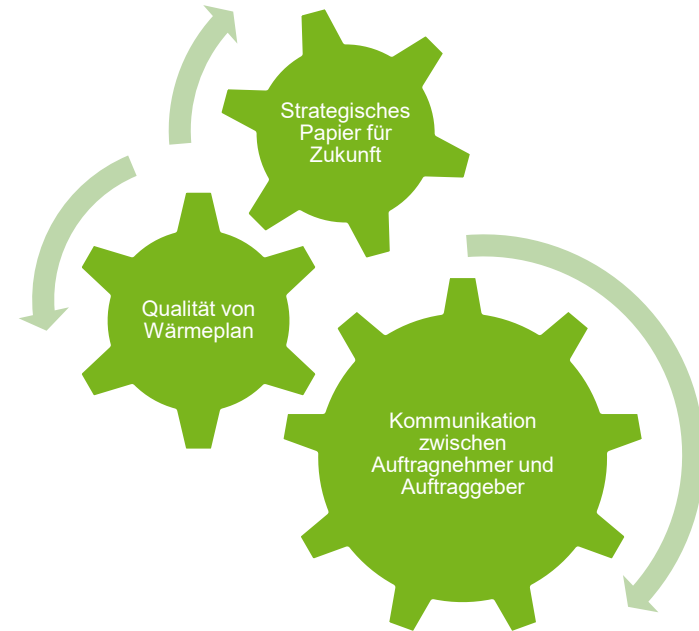 Strategisches
Papier für
Zukunft
Qualität von
Wärmeplan
Kommunikation
zwischen
Auftragnehmer und
Auftraggeber